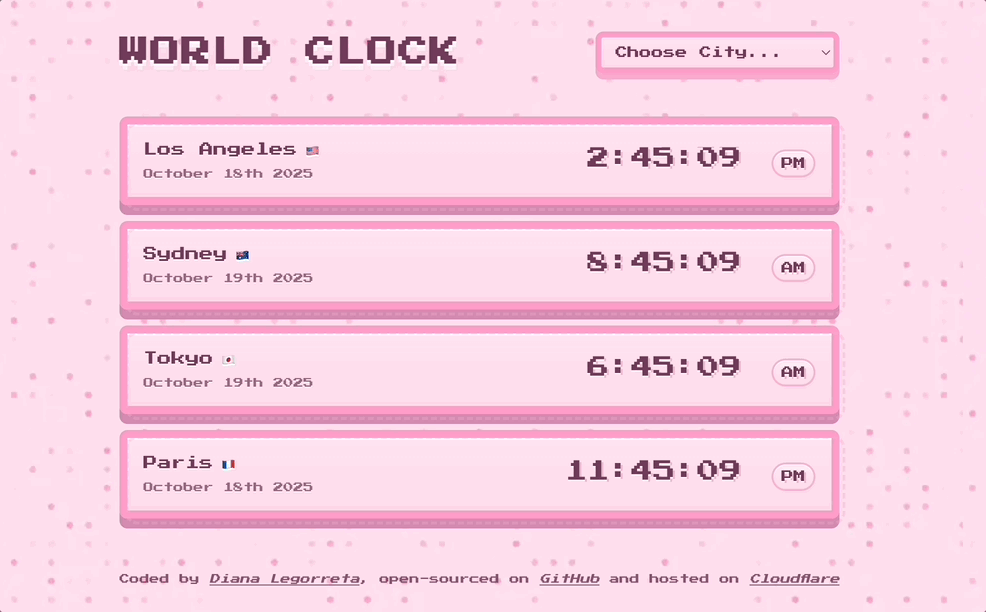 WORLD CLOCK
Choose City...
Los Angeles
October 18th 2025
2:45:09 PM
Sydney
October 19th 2025
8:45:09 AM
Tokyo
October 19th 2025
6:45:09 AM
Paris
October 18th 2025
11:45:09 PM
Coded by Diana Legorreta, open-sourced on GitHub and hosted on Cloudflare